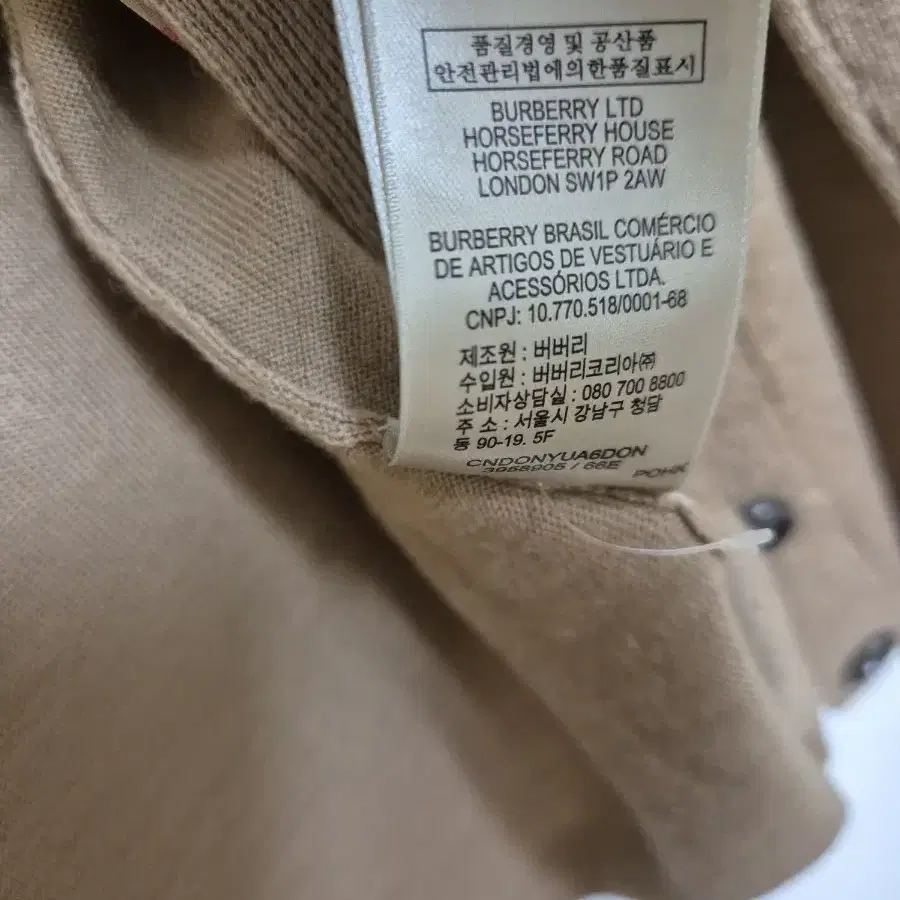 품질경영 및 공산품
안전관리법에의한품질표시
BURBERRY LTD
HORSEFERRY HOUSE
HORSEFERRY ROAD
LONDON SW1P 2AW
BURBERRY BRASIL COMÉRCIO
DE ARTIGOS DE VESTUÁRIO E
ACESSÓRIOS LTDA.
CNPJ: 10.770.518/0001-68
제조원 : 버버리
수입원 : 버버리코리아㈜
소비자상담실 : 080 700 8800
주 소 : 서울시 강남구 청담
동 90-19. 5F
CNDONYUA6DON
3958905 / 66E